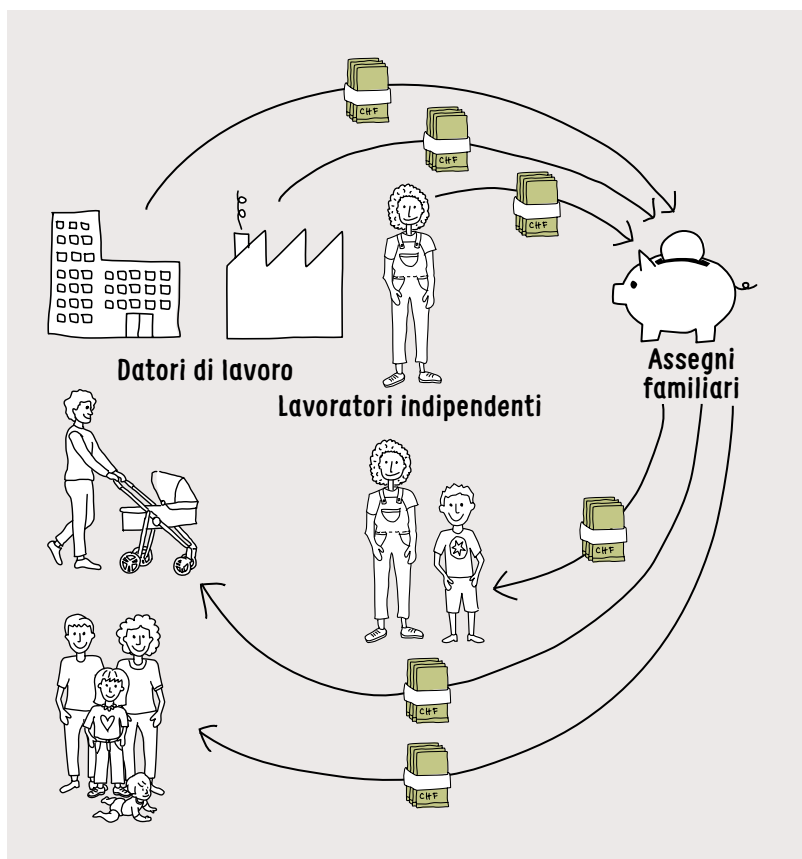 CHF
CHF
CHF
Datori di lavoro
Lavoratori indipendenti
Assegni
familiari
CHF
CHF
CHF